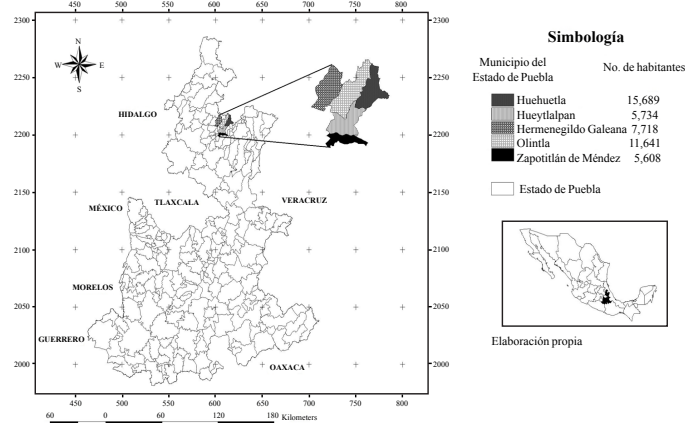 450 500 550 600 650 700 750 800
2300 2300
2250 2250
2200 2200
2150 2150
2100 2100
2050 2050
2000 2000
N
W E
S
HIDALGO
MÉXICO
TLAXCALA
VERACRUZ
MORELOS
GUERRERO
OAXACA
450 500 550 600 650 700 750 800
60 0 60 120 180 Kilometers
Simbología
Municipio del
Estado de Puebla
No. de habitantes
Huehuetla 15,689
Hueytlalpan 5,734
Hermenegildo Galeana 7,718
Olintla 11,641
Zapotitlán de Méndez 5,608
Estado de Puebla
Elaboración propia